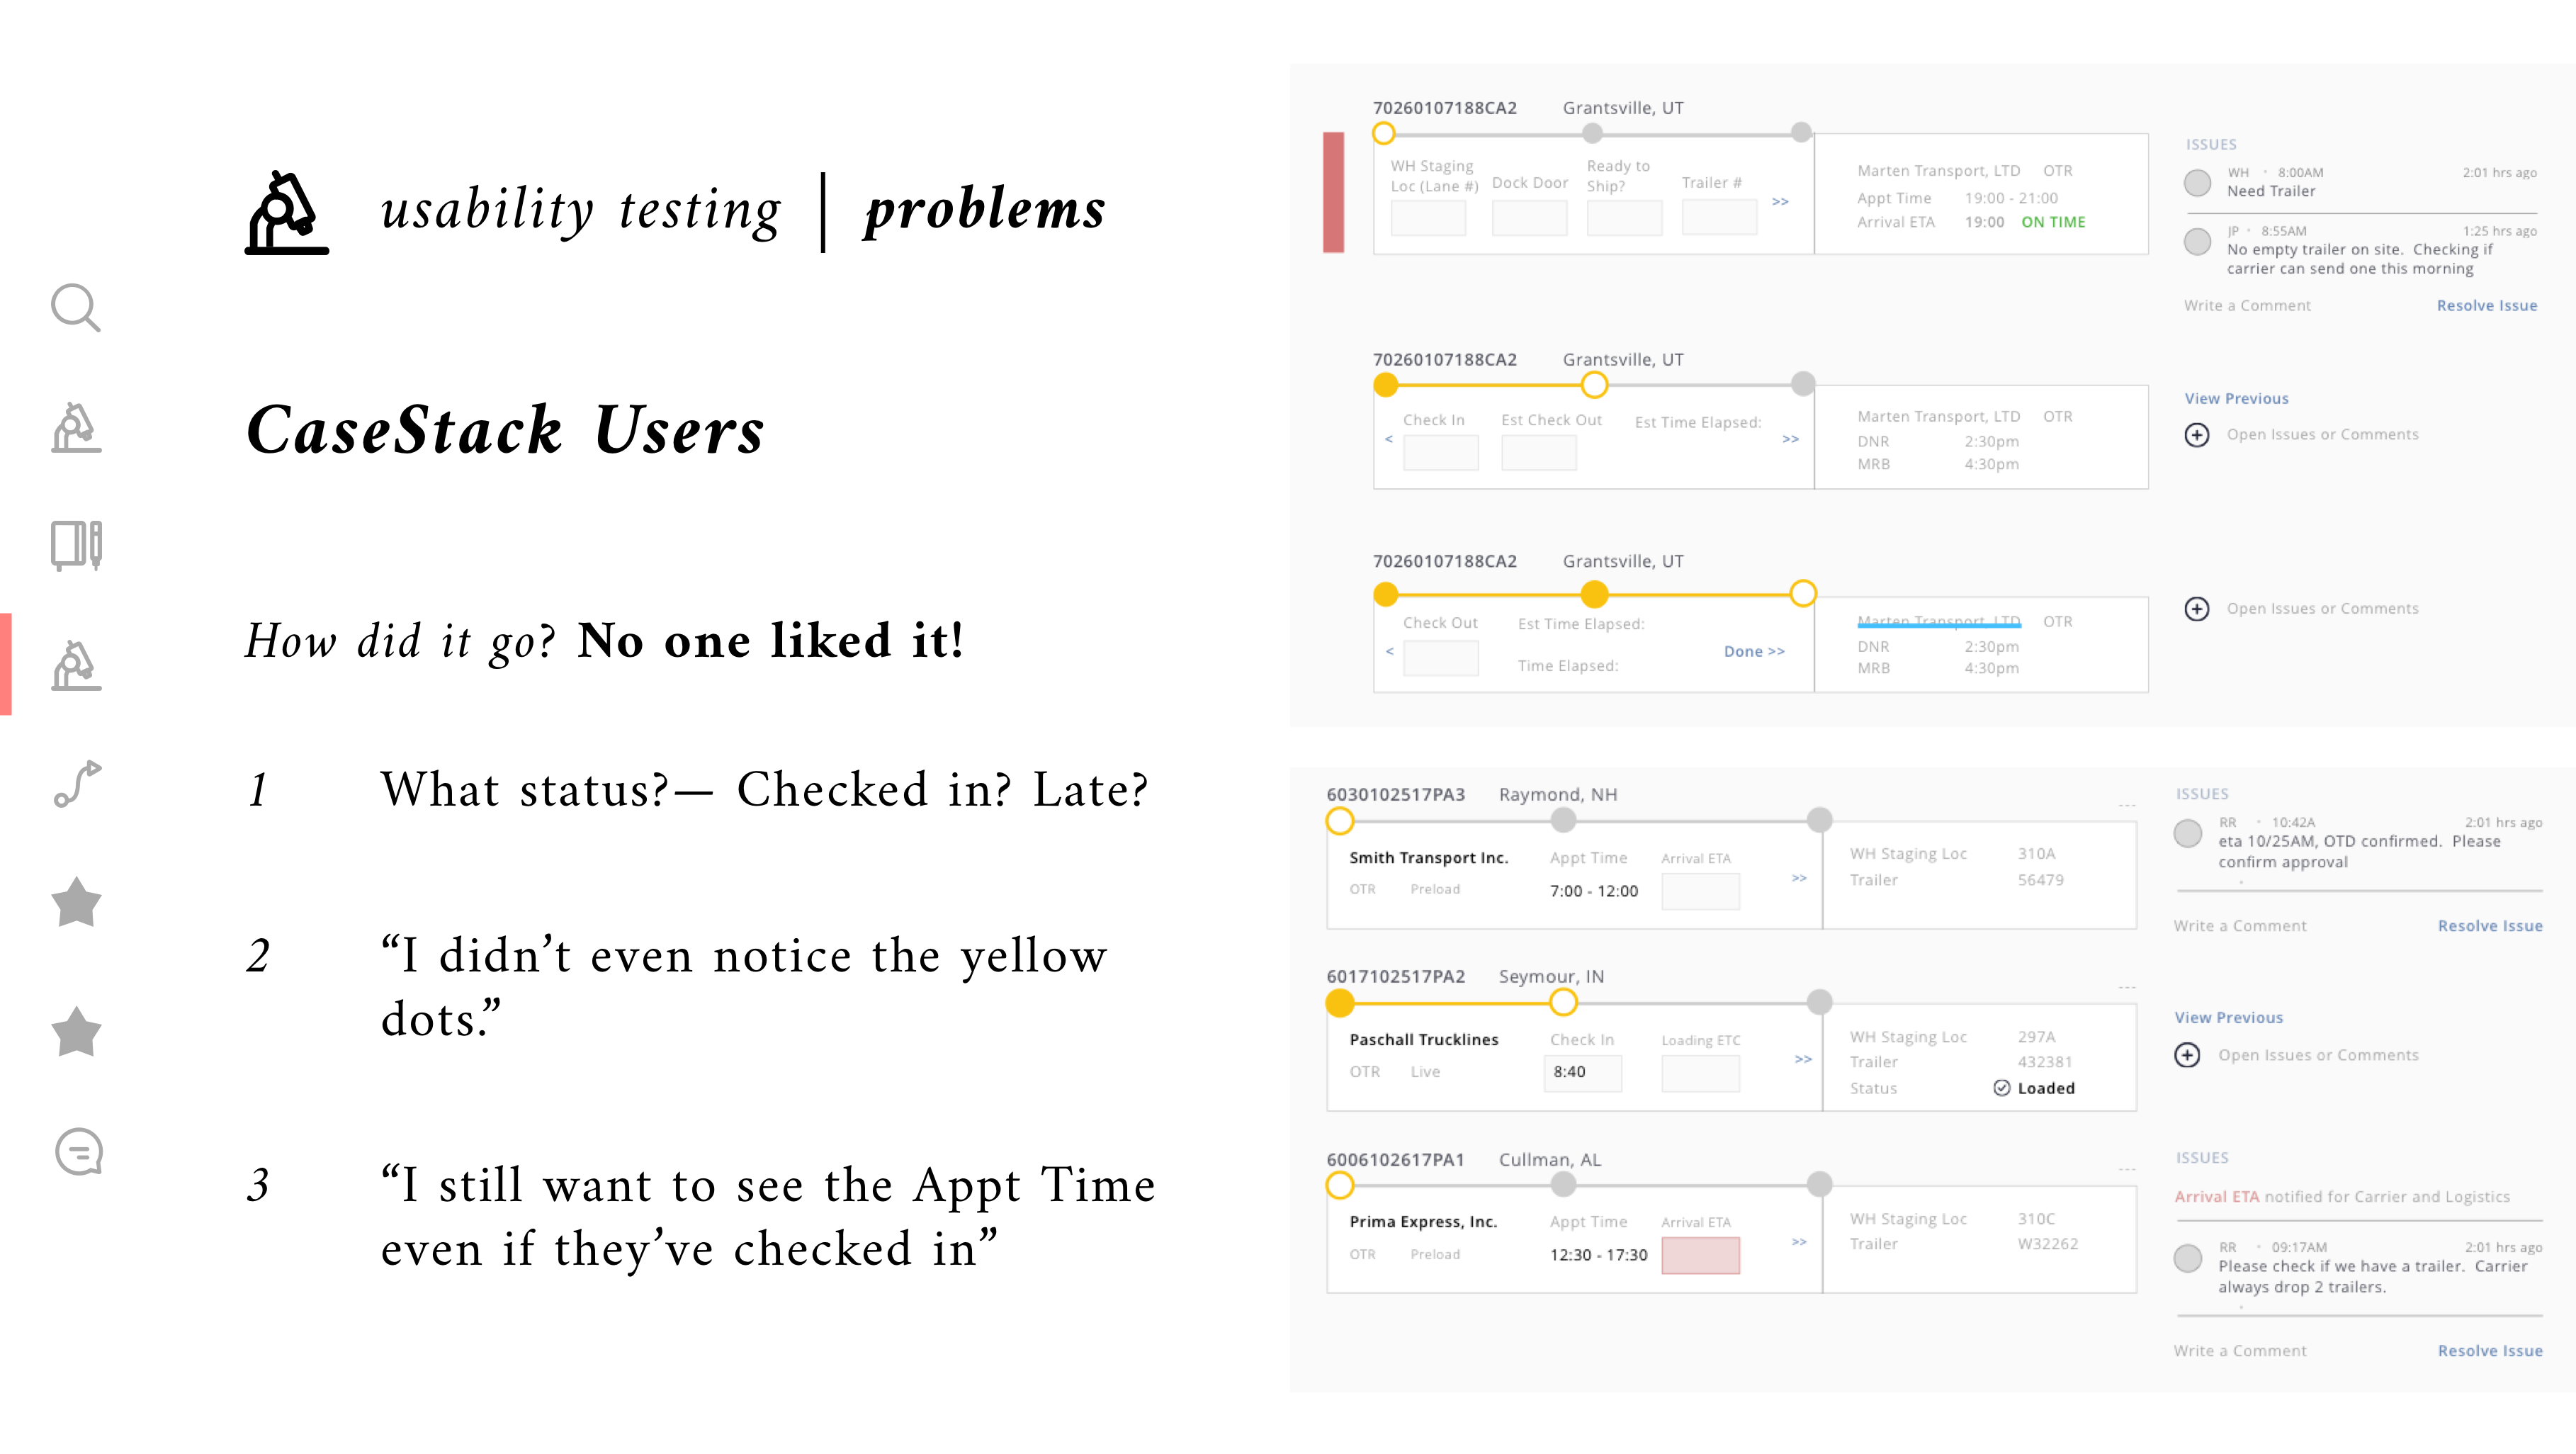 usability testing | problems
CaseStack Users
How did it go? No one liked it!
1 What status?— Checked in? Late?
2 “I didn’t even notice the yellow
dots.”
3 “I still want to see the Appt Time
even if they’ve checked in”
70260107188CA2 Grantsville, UT
WH Staging
Loc (Lane #) Dock Door Ready to
Ship? Trailer # >>
Marten Transport, LTD OTR
Appt Time 19:00 - 21:00
Arrival ETA 19:00 ON TIME
ISSUES
WH · 8:00AM 2:01 hrs ago
Need Trailer
JP · 8:55AM 1:25 hrs ago
No empty trailer on site. Checking if
carrier can send one this morning
Write a Comment Resolve Issue
70260107188CA2 Grantsville, UT
< Check In Est Check Out Est Time Elapsed: >>
Marten Transport, LTD OTR
DNR 2:30pm
MRB 4:30pm
View Previous
Open Issues or Comments
70260107188CA2 Grantsville, UT
Check Out Est Time Elapsed:
< Done >>
Time Elapsed:
Marten Transport, LTD OTR
DNR 2:30pm
MRB 4:30pm
Open Issues or Comments
6030102517PA3 Raymond, NH
---
Smith Transport Inc. Appt Time Arrival ETA
OTR Preload 7:00 - 12:00 >>
WH Staging Loc 310A
Trailer 56479
ISSUES
RR · 10:42A 2:01 hrs ago
eta 10/25AM, OTD confirmed. Please
confirm approval
Write a Comment Resolve Issue
6017102517PA2 Seymour, IN
---
Paschall Trucklines Check In Loading ETC
OTR Live 8:40 >>
WH Staging Loc 297A
Trailer 432381
Status Loaded
View Previous
Open Issues or Comments
6006102617PA1 Cullman, AL
---
Prima Express, Inc. Appt Time Arrival ETA
OTR Preload 12:30 - 17:30 >>
WH Staging Loc 310C
Trailer W32262
ISSUES
Arrival ETA notified for Carrier and Logistics
RR · 09:17AM 2:01 hrs ago
Please check if we have a trailer. Carrier
always drop 2 trailers.
Write a Comment Resolve Issue